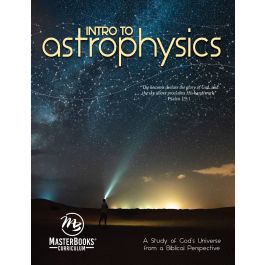 INTRO TO
astrophysics
"The heavens declare the glory of God, and
the sky above proclaims His handiwork"
Psalm 19:1
MB
MASTERBOOKS®
CURRICULUM
A Study of God's Universe
from a Biblical Perspective